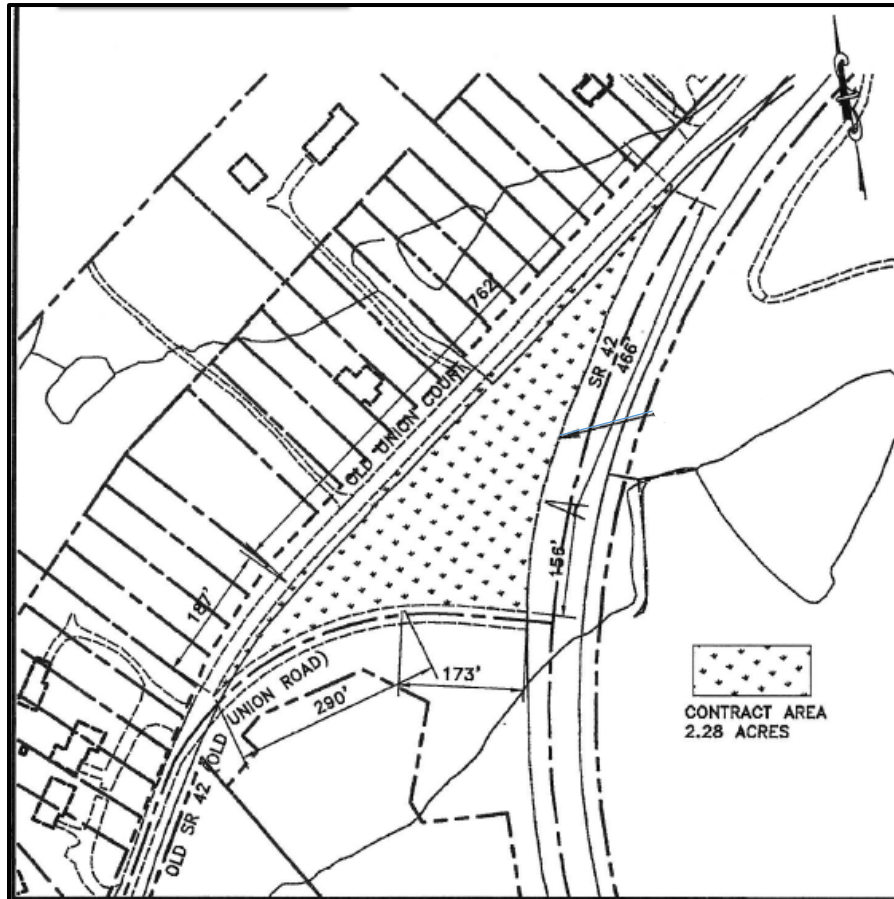 762'
SR 42
466'
OLD UNION COURT
156'
187'
173'
290'
OLD SR 42 (OLD UNION ROAD)
CONTRACT AREA
2.28 ACRES